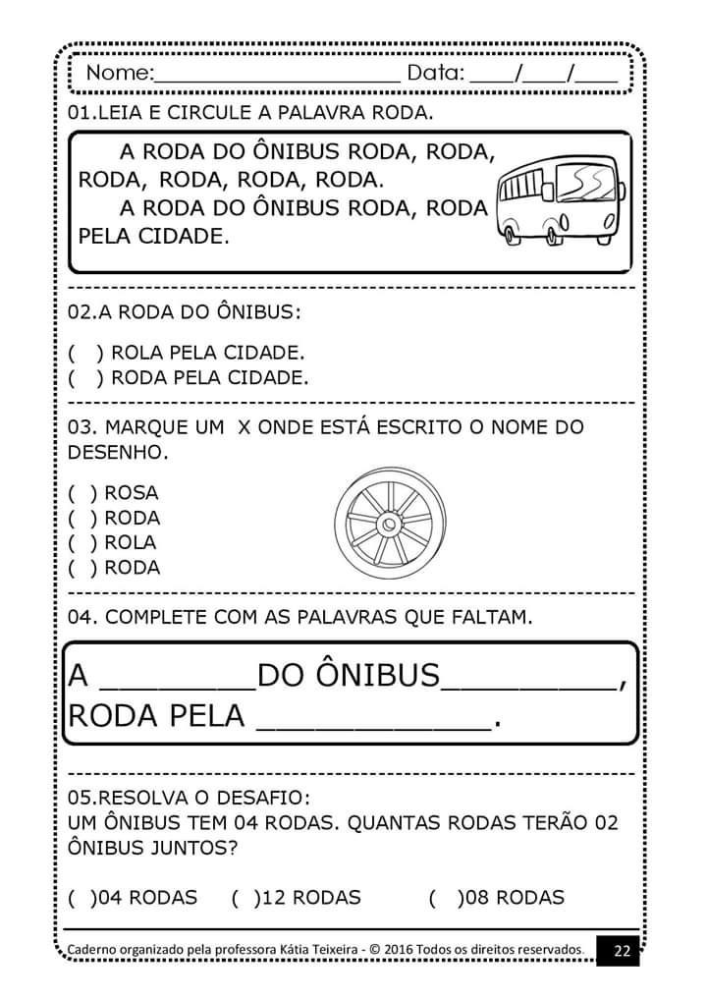 Nome:____________________ Data: ____/____/____
01.LEIA E CIRCULE A PALAVRA RODA.
A RODA DO ÔNIBUS RODA, RODA,
RODA, RODA, RODA, RODA.
A RODA DO ÔNIBUS RODA, RODA
PELA CIDADE.
02.A RODA DO ÔNIBUS:
( ) ROLA PELA CIDADE.
( ) RODA PELA CIDADE.
03. MARQUE UM X ONDE ESTÁ ESCRITO O NOME DO
DESENHO.
( ) ROSA
( ) RODA
( ) ROLA
( ) RODA
04. COMPLETE COM AS PALAVRAS QUE FALTAM.
A _________DO ÔNIBUS_________,
RODA PELA ____________.
05.RESOLVA O DESAFIO:
UM ÔNIBUS TEM 04 RODAS. QUANTAS RODAS TERÃO 02
ÔNIBUS JUNTOS?
( )04 RODAS ( )12 RODAS ( )08 RODAS
Caderno organizado pela professora Kátia Teixeira - © 2016 Todos os direitos reservados. 22